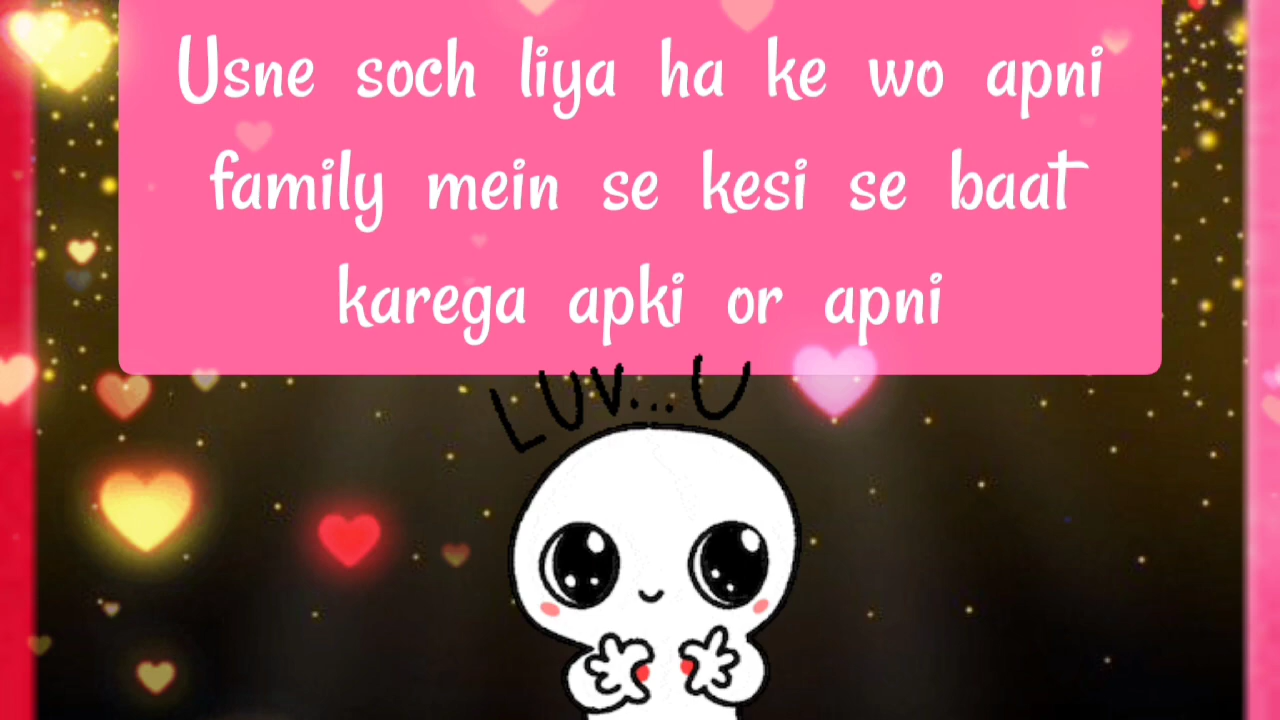 Usne soch liya ha ke wo apni
family mein se kesi se baat
karega apki or apni
LUV... U